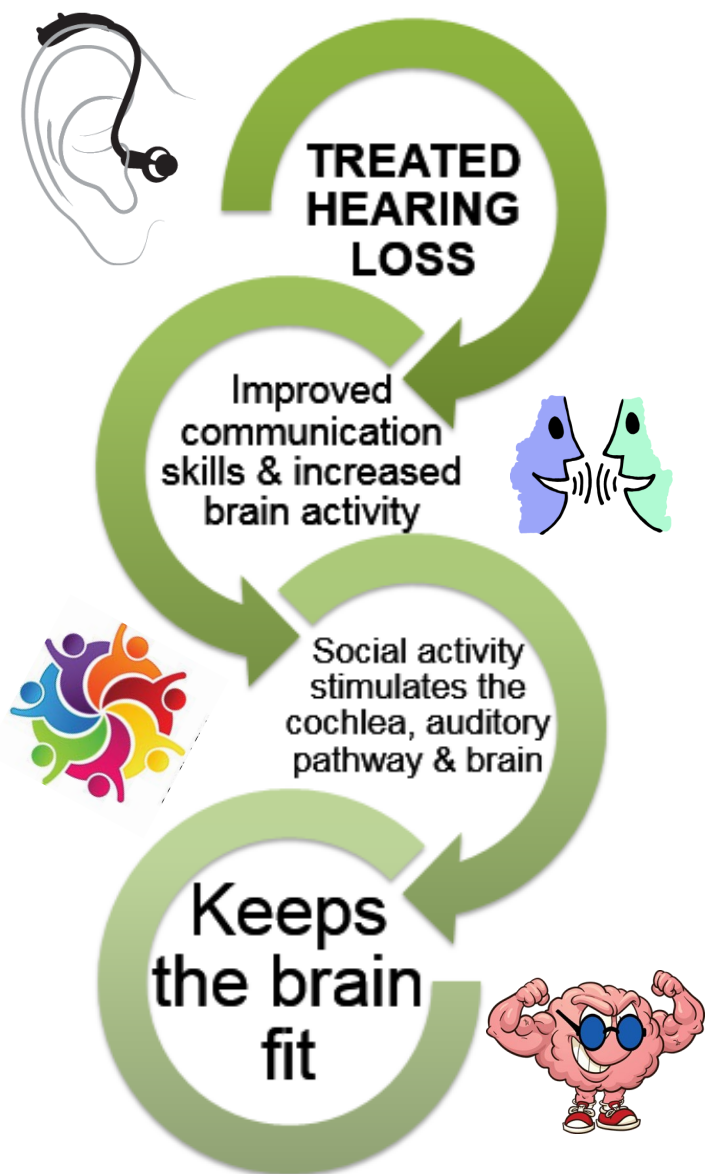 TREATED
HEARING
LOSS
Improved
communication
skills & increased
brain activity
Social activity
stimulates the
cochlea, auditory
pathway & brain
Keeps
the brain
fit